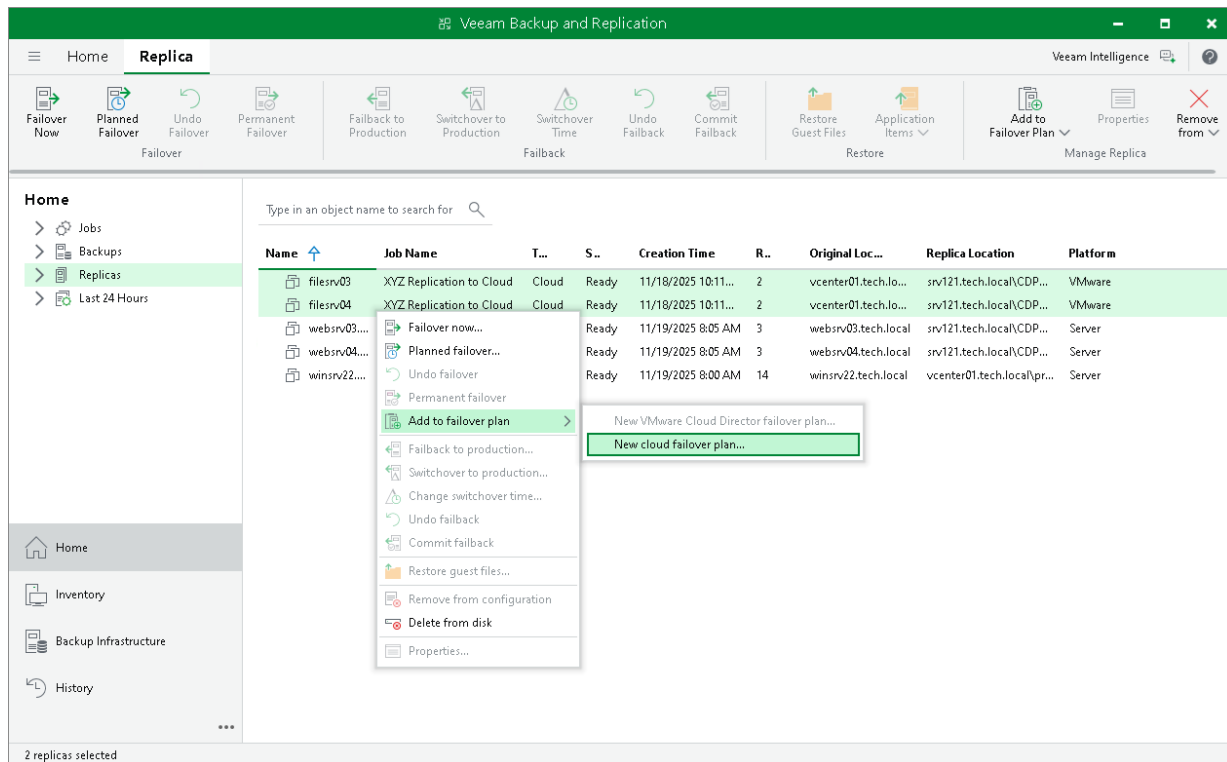 Veeam Backup and Replication
Home Replica Veeam Intelligence
Failover Now Planned Failover Undo Failover Permanent Failover Failback to Production Switchover to Production Switchover Time Undo Failback Commit Failback Restore Guest Files Application Items Add to Failover Plan Properties Remove from
Failover Failback Restore Manage Replica
Home
Jobs
Backups
Replicas
Last 24 Hours
Type in an object name to search for
Name Job Name T... S.. Creation Time R.. Original Loc... Replica Location Platform
filesrv03 XYZ Replication to Cloud Cloud Ready 11/18/2025 10:11... 2 vcenter01.tech.lo... srv121.tech.local\CDP... VMware
filesrv04 XYZ Replication to Cloud Cloud Ready 11/18/2025 10:11... 2 vcenter01.tech.lo... srv121.tech.local\CDP... VMware
websrv03.... Ready 11/19/2025 8:05 AM 3 websrv03.tech.local srv121.tech.local\CDP... Server
websrv04.... Ready 11/19/2025 8:05 AM 3 websrv04.tech.local srv121.tech.local\CDP... Server
winsrv22.... Ready 11/19/2025 8:00 AM 14 winsrv22.tech.local vcenter01.tech.local\pr... Server
Failover now...
Planned failover...
Undo failover
Permanent failover
Add to failover plan
New VMware Cloud Director failover plan...
New cloud failover plan...
Failback to production...
Switchover to production...
Change switchover time...
Undo failback
Commit failback
Restore guest files...
Remove from configuration
Delete from disk
Properties...
Home
Inventory
Backup Infrastructure
History
2 replicas selected